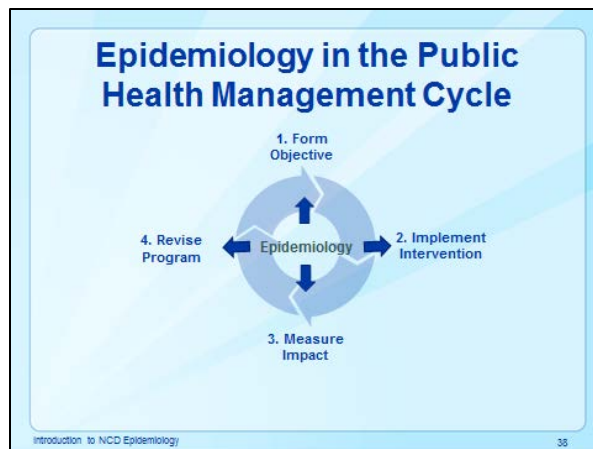 Epidemiology in the Public
Health Management Cycle
1. Form
Objective
4. Revise
Program
Epidemiology
2. Implement
Intervention
3. Measure
Impact
Introduction to NCD Epidemiology
38